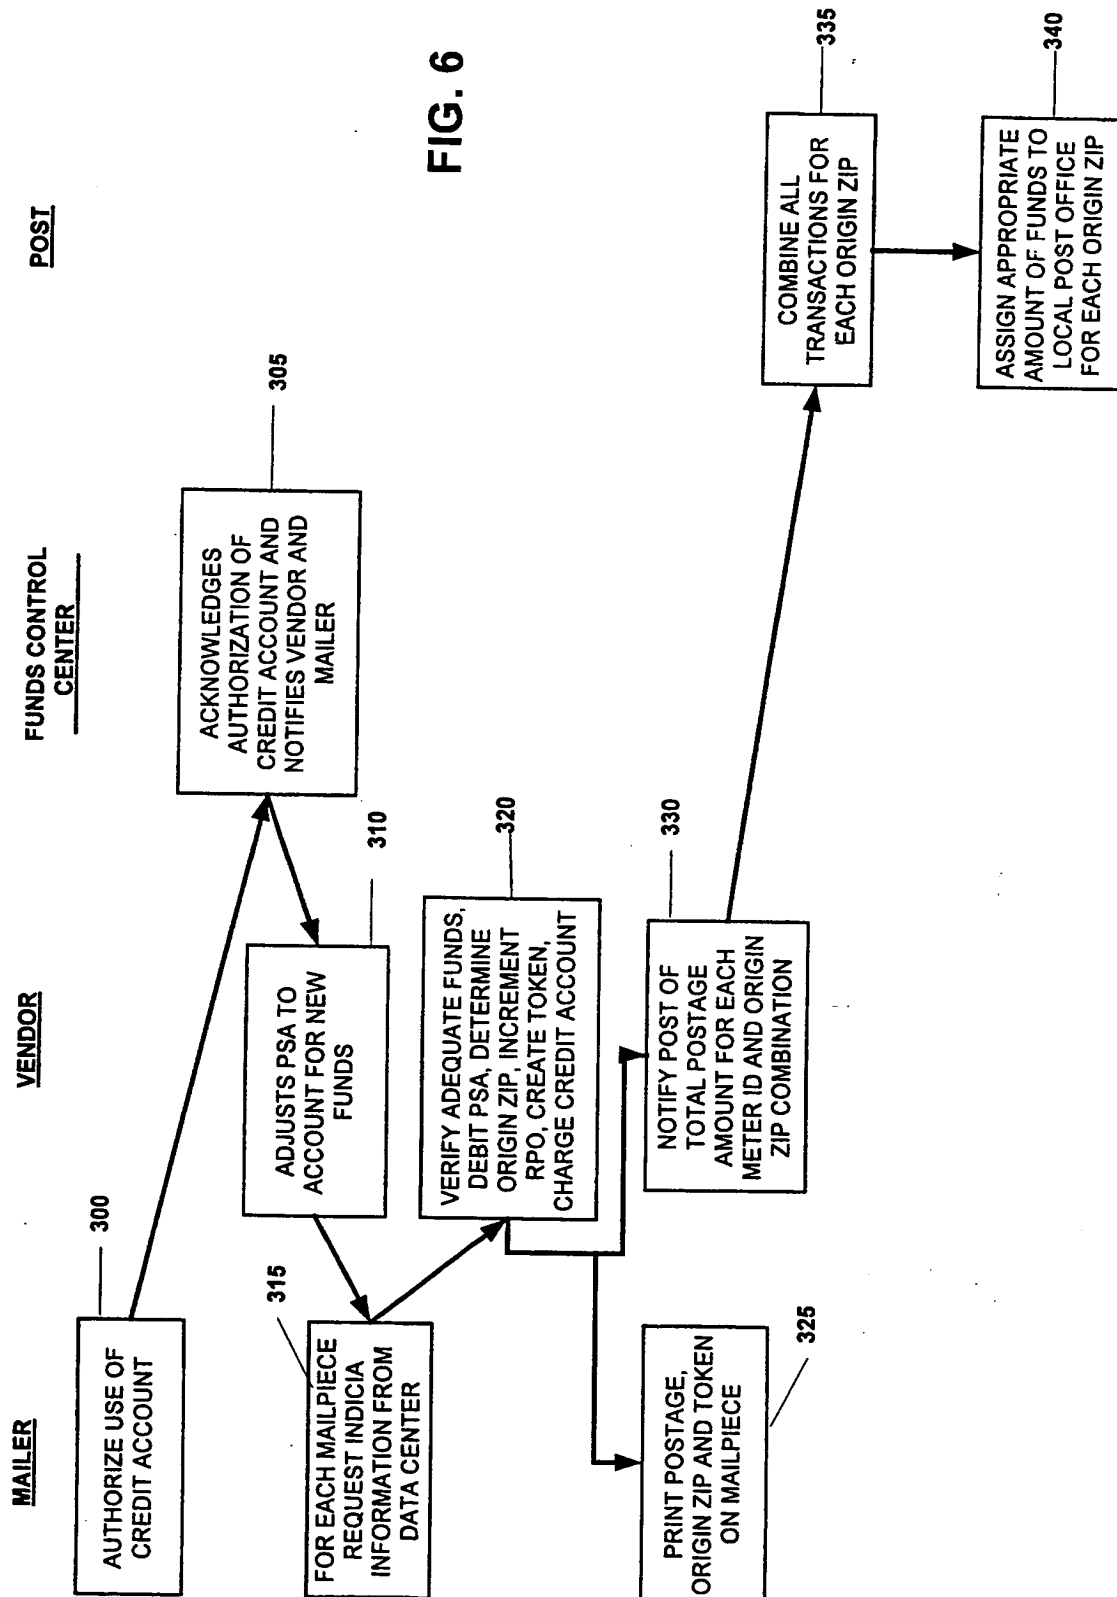 MAILER
VENDOR
FUNDS CONTROL
CENTER
POST
AUTHORIZE USE OF
CREDIT ACCOUNT
300
ACKNOWLEDGES
AUTHORIZATION OF
CREDIT ACCOUNT AND
NOTIFIES VENDOR AND
MAILER
305
ADJUSTS PSA TO
ACCOUNT FOR NEW
FUNDS
310
315
FOR EACH MAILPIECE
REQUEST INDICIA
INFORMATION FROM
DATA CENTER
VERIFY ADEQUATE FUNDS,
DEBIT PSA, DETERMINE
ORIGIN ZIP, INCREMENT
RPO, CREATE TOKEN,
CHARGE CREDIT ACCOUNT
320
PRINT POSTAGE,
ORIGIN ZIP AND TOKEN
ON MAILPIECE
325
NOTIFY POST OF
TOTAL POSTAGE
AMOUNT FOR EACH
METER ID AND ORIGIN
ZIP COMBINATION
330
COMBINE ALL
TRANSACTIONS FOR
EACH ORIGIN ZIP
335
ASSIGN APPROPRIATE
AMOUNT OF FUNDS TO
LOCAL POST OFFICE
FOR EACH ORIGIN ZIP
340
FIG. 6